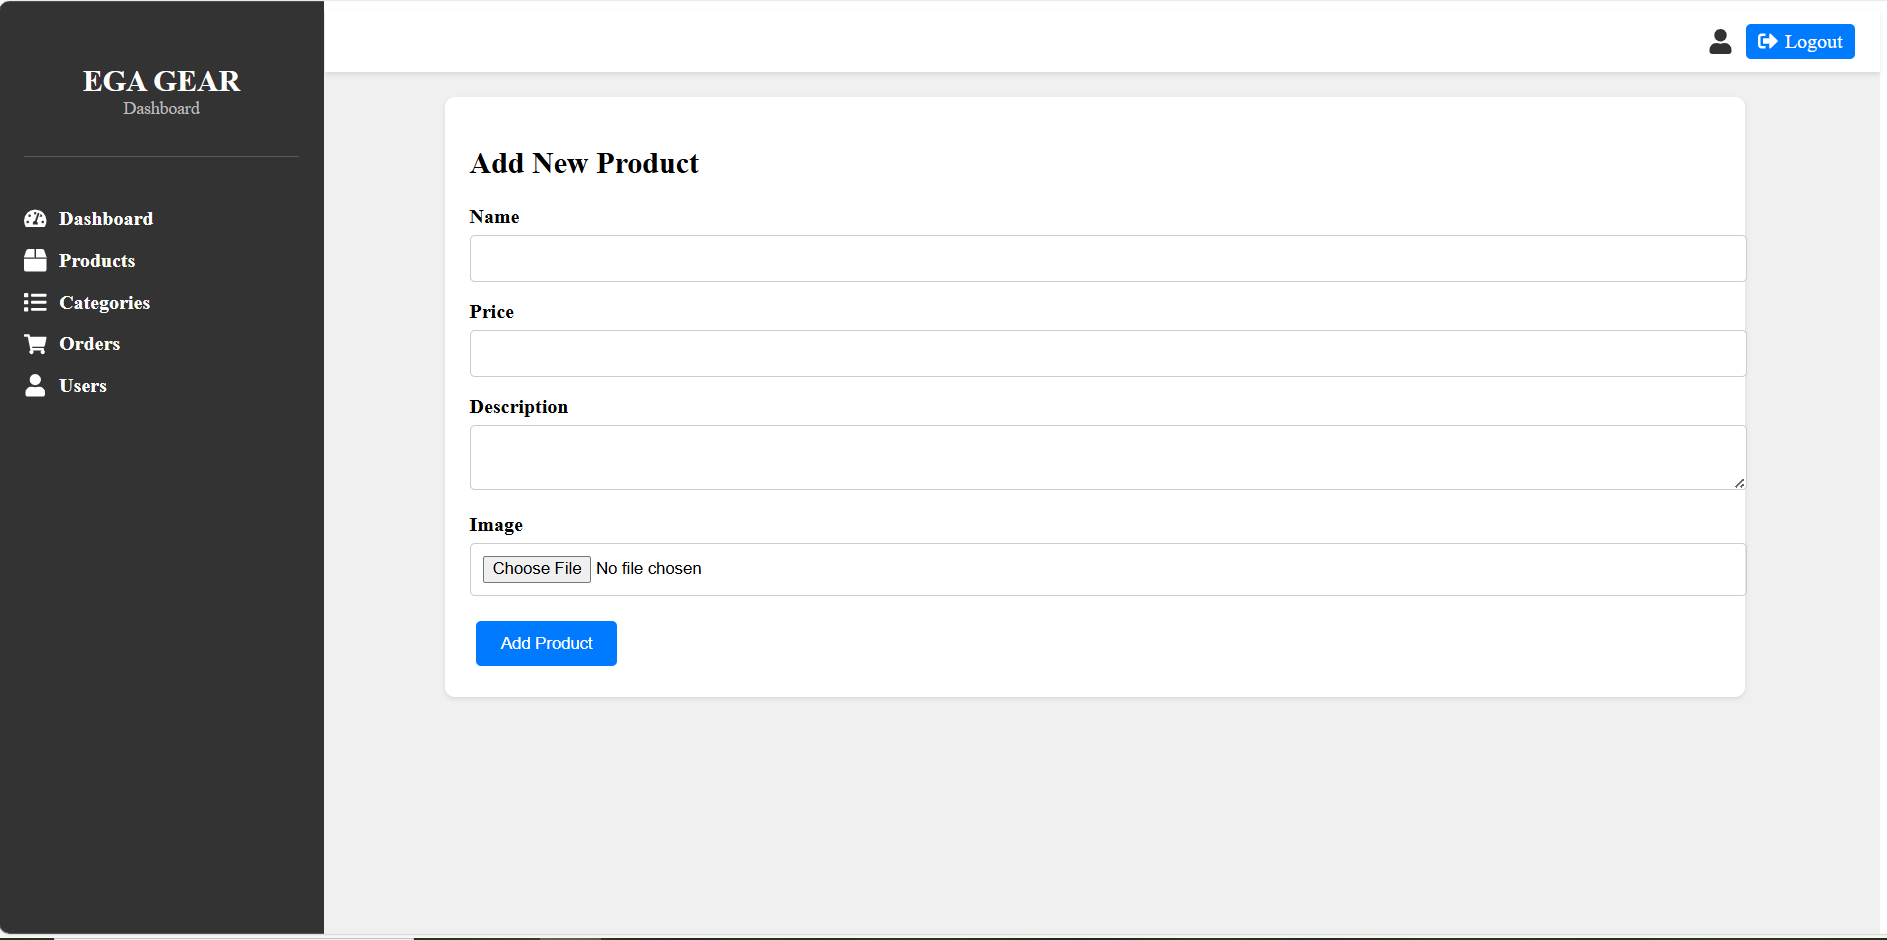 EGA GEAR
Dashboard
Dashboard
Products
Categories
Orders
Users
Logout
Add New Product
Name
Price
Description
Image
Choose File No file chosen
Add Product